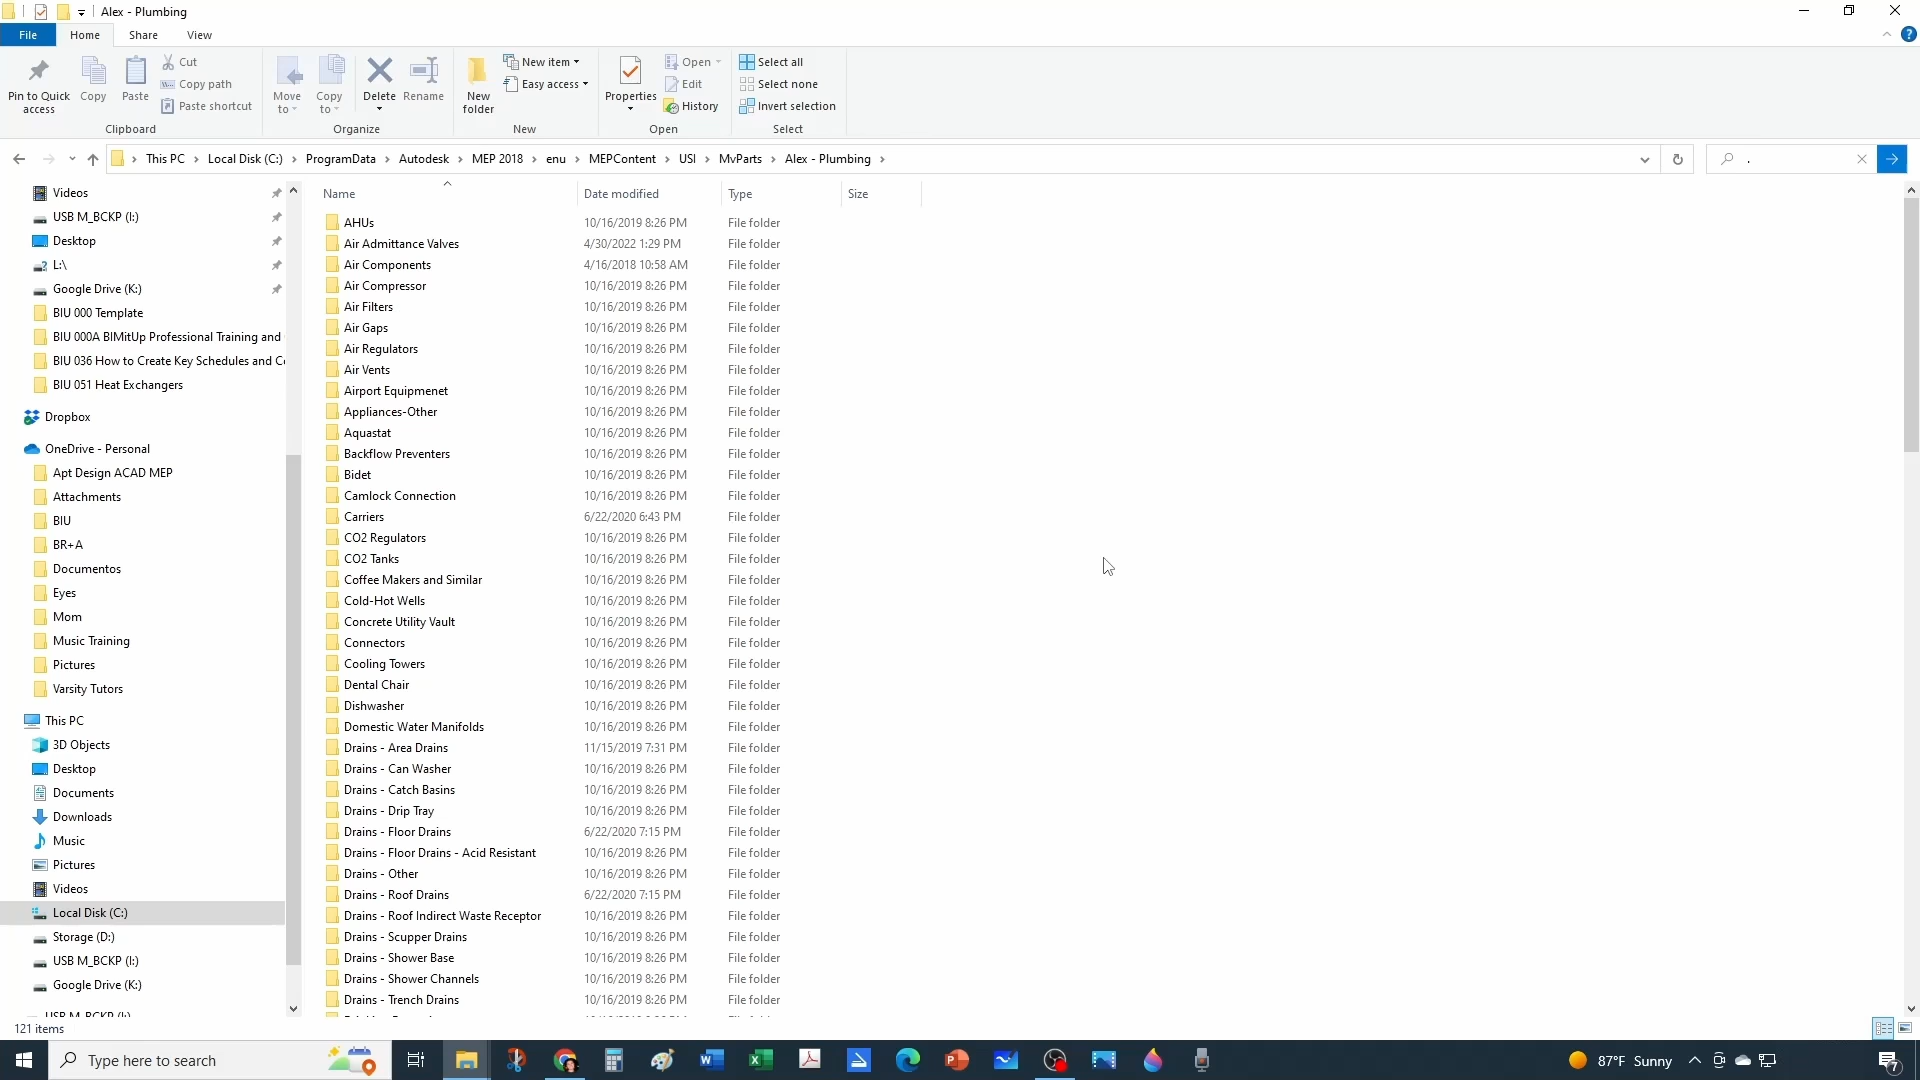 Alex - Plumbing
File
Home
Share
View
Pin to Quick access
Copy
Paste
Cut
Copy path
Paste shortcut
Clipboard
Move to
Copy to
Delete
Rename
Organize
New folder
New item
Easy access
New
Properties
Open
Edit
History
Open
Select all
Select none
Invert selection
Select
This PC › Local Disk (C:) › ProgramData › Autodesk › MEP 2018 › enu › MEPContent › USI › MvParts › Alex - Plumbing ›
.
Videos
USB M_BCKP (I:)
Desktop
L:\
Google Drive (K:)
BIU 000 Template
BIU 000A BIMitUp Professional Training and
BIU 036 How to Create Key Schedules and C
BIU 051 Heat Exchangers
Dropbox
OneDrive - Personal
Apt Design ACAD MEP
Attachments
BIU
BR+A
Documentos
Eyes
Mom
Music Training
Pictures
Varsity Tutors
This PC
3D Objects
Desktop
Documents
Downloads
Music
Pictures
Videos
Local Disk (C:)
Storage (D:)
USB M_BCKP (I:)
Google Drive (K:)
Name Date modified Type Size
AHUs 10/16/2019 8:26 PM File folder
Air Admittance Valves 4/30/2022 1:29 PM File folder
Air Components 4/16/2018 10:58 AM File folder
Air Compressor 10/16/2019 8:26 PM File folder
Air Filters 10/16/2019 8:26 PM File folder
Air Gaps 10/16/2019 8:26 PM File folder
Air Regulators 10/16/2019 8:26 PM File folder
Air Vents 10/16/2019 8:26 PM File folder
Airport Equipmenet 10/16/2019 8:26 PM File folder
Appliances-Other 10/16/2019 8:26 PM File folder
Aquastat 10/16/2019 8:26 PM File folder
Backflow Preventers 10/16/2019 8:26 PM File folder
Bidet 10/16/2019 8:26 PM File folder
Camlock Connection 10/16/2019 8:26 PM File folder
Carriers 6/22/2020 6:43 PM File folder
CO2 Regulators 10/16/2019 8:26 PM File folder
CO2 Tanks 10/16/2019 8:26 PM File folder
Coffee Makers and Similar 10/16/2019 8:26 PM File folder
Cold-Hot Wells 10/16/2019 8:26 PM File folder
Concrete Utility Vault 10/16/2019 8:26 PM File folder
Connectors 10/16/2019 8:26 PM File folder
Cooling Towers 10/16/2019 8:26 PM File folder
Dental Chair 10/16/2019 8:26 PM File folder
Dishwasher 10/16/2019 8:26 PM File folder
Domestic Water Manifolds 10/16/2019 8:26 PM File folder
Drains - Area Drains 11/15/2019 7:31 PM File folder
Drains - Can Washer 10/16/2019 8:26 PM File folder
Drains - Catch Basins 10/16/2019 8:26 PM File folder
Drains - Drip Tray 10/16/2019 8:26 PM File folder
Drains - Floor Drains 6/22/2020 7:15 PM File folder
Drains - Floor Drains - Acid Resistant 10/16/2019 8:26 PM File folder
Drains - Other 10/16/2019 8:26 PM File folder
Drains - Roof Drains 6/22/2020 7:15 PM File folder
Drains - Roof Indirect Waste Receptor 10/16/2019 8:26 PM File folder
Drains - Scupper Drains 10/16/2019 8:26 PM File folder
Drains - Shower Base 10/16/2019 8:26 PM File folder
Drains - Shower Channels 10/16/2019 8:26 PM File folder
Drains - Trench Drains 10/16/2019 8:26 PM File folder
121 items
Type here to search
87°F Sunny
7